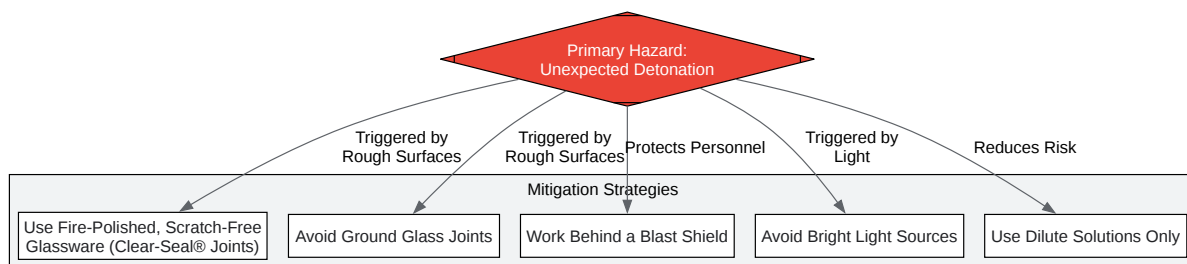 Primary Hazard:
Unexpected Detonation
Triggered by
Rough Surfaces
Triggered by
Rough Surfaces
Protects Personnel
Triggered by
Light
Reduces Risk
Mitigation Strategies
Use Fire-Polished, Scratch-Free
Glassware (Clear-Seal® Joints)
Avoid Ground Glass Joints
Work Behind a Blast Shield
Avoid Bright Light Sources
Use Dilute Solutions Only